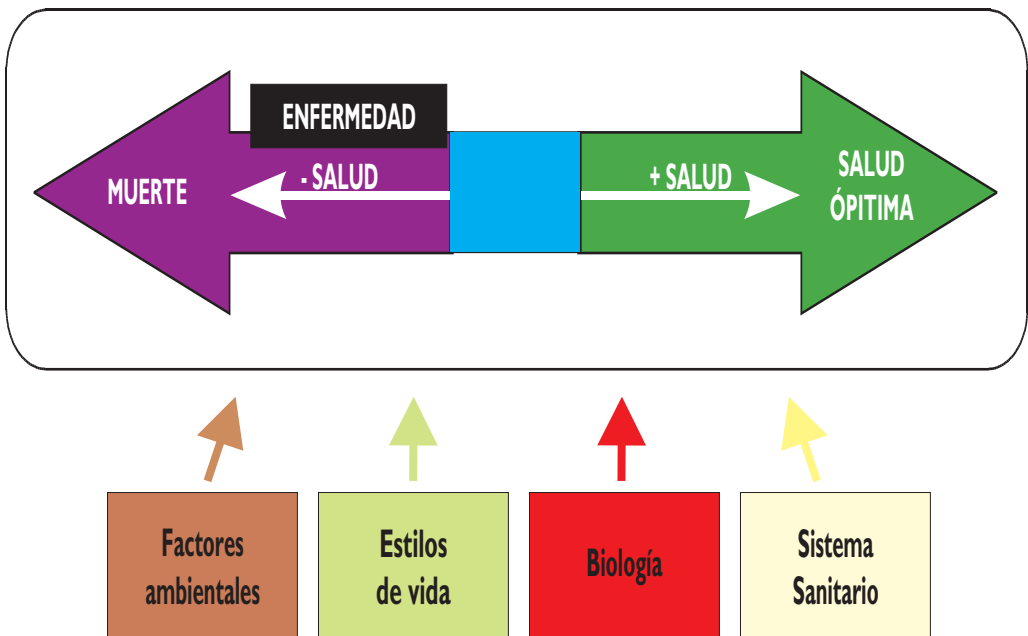 ENFERMEDAD
MUERTE
- SALUD
+ SALUD
SALUD
ÓPITIMA
Factores
ambientales
Estilos
de vida
Biología
Sistema
Sanitario